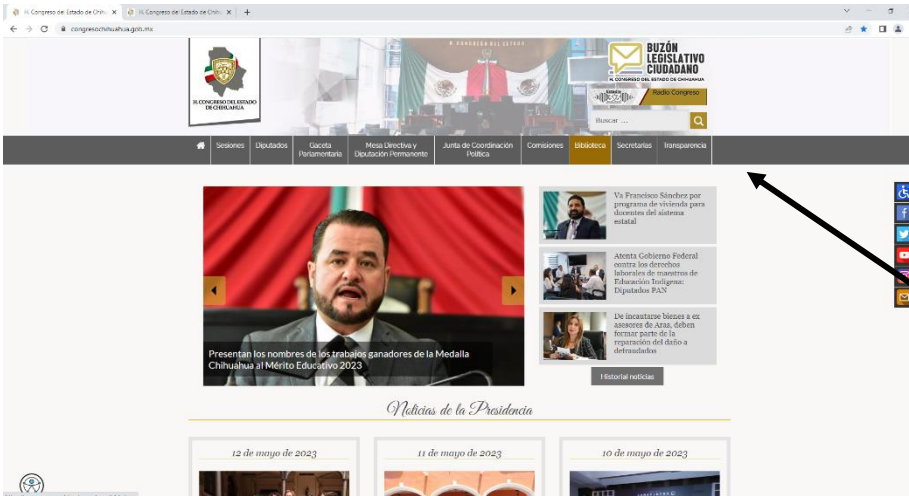 H. Congreso del Estado de Chihu
H. Congreso del Estado de Chihu
congresochihuahua.gob.mx
H. CONGRESO DEL ESTADO
DE CHIHUAHUA
H. CONGRESO DEL ESTADO
BUZÓN
LEGISLATIVO
CIUDADANO
H. CONGRESO DEL ESTADO DE CHIHUAHUA
Radio Congreso
Buscar ...
Sesiones
Diputados
Gaceta
Parlamentaria
Mesa Directiva y
Diputación Permanente
Junta de Coordinación
Política
Comisiones
Biblioteca
Secretarías
Transparencia
Presentan los nombres de los trabajos ganadores de la Medalla
Chihuahua al Mérito Educativo 2023
Va Francisco Sánchez por
programa de vivienda para
docentes del sistema
estatal
Atenta Gobierno Federal
contra los derechos
laborales de maestros de
Educación Indígena:
Diputados PAN
De incautarse bienes a ex
asesores de Aras, deben
formar parte de la
reparación del daño a
defraudados
Historial noticias
Noticias de la Presidencia
12 de mayo de 2023
11 de mayo de 2023
10 de mayo de 2023